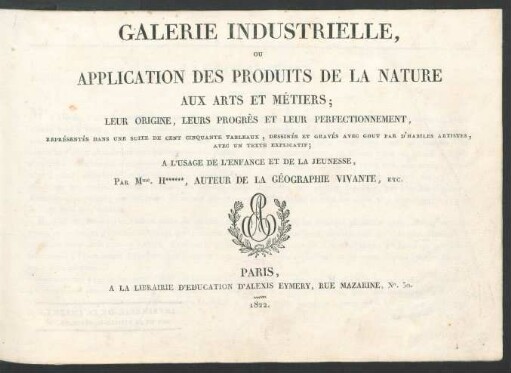 GALERIE INDUSTRIELLE,
OU
APPLICATION DES PRODUITS DE LA NATURE
AUX ARTS ET MÉTIERS;
LEUR ORIGINE, LEURS PROGRÈS ET LEUR PERFECTIONNEMENT,
REPRÉSENTÉS DANS UNE SUITE DE CENT CINQUANTE TABLEAUX, DESSINÉS ET GRAVÉS AVEC GOUT PAR D'HABILES ARTISTES,
AVEC UN TEXTE EXPLICATIF;
A L'USAGE DE L'ENFANCE ET DE LA JEUNESSE,
PAR Mme. H******, AUTEUR DE LA GÉOGRAPHIE VIVANTE, ETC.
PARIS,
A LA LIBRAIRIE D'ÉDUCATION D'ALEXIS EYMERY, RUE MAZARINE, No. 30.
1822.